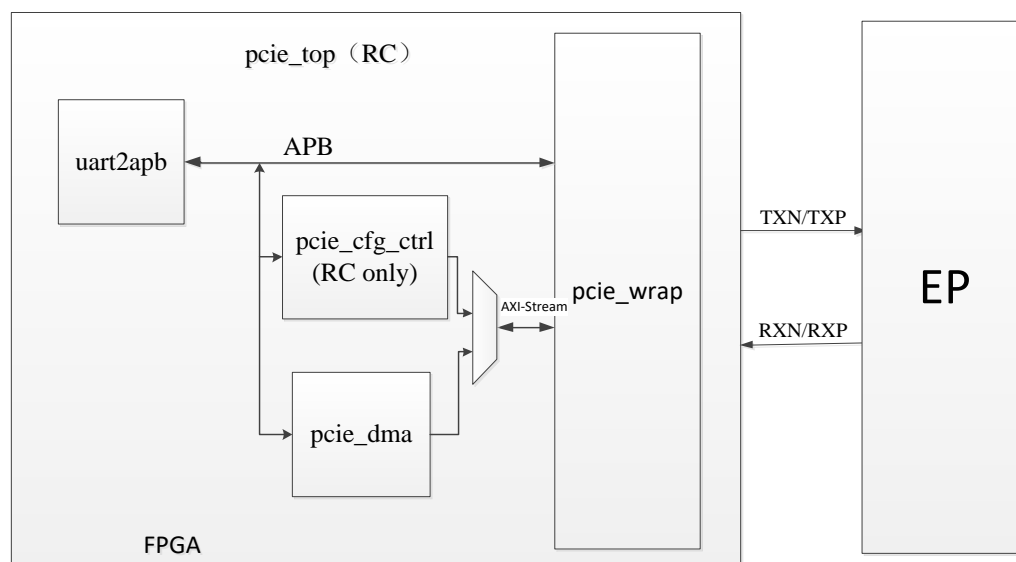 pcie_top（RC）
uart2apb
APB
pcie_cfg_ctrl
(RC only)
AXI-Stream
pcie_wrap
pcie_dma
FPGA
TXN/TXP
RXN/RXP
EP